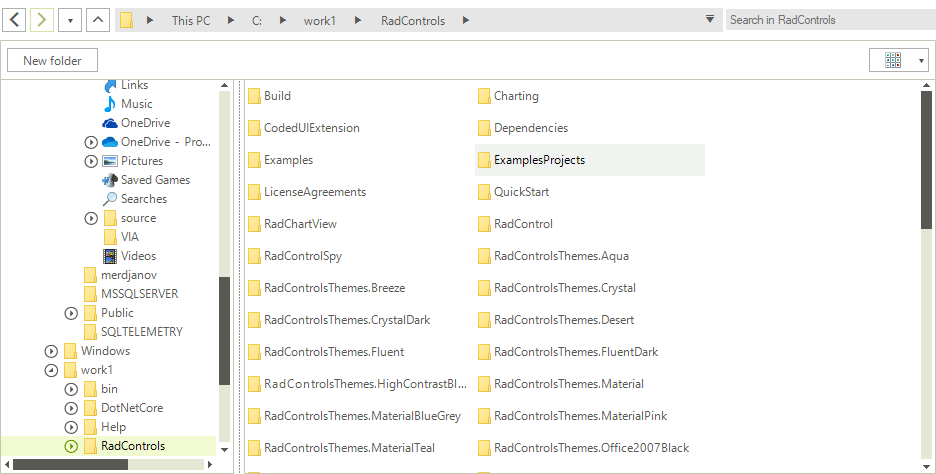 This PC C: work1 RadControls
Search in RadControls
New folder
Links
Music
OneDrive
OneDrive - Pro...
Pictures
Saved Games
Searches
source
VIA
Videos
merdjanov
MSSQLSERVER
Public
SQLTELEMETRY
Windows
work1
bin
DotNetCore
Help
RadControls
Build Charting
CodedUIExtension Dependencies
Examples ExamplesProjects
LicenseAgreements QuickStart
RadChartView RadControl
RadControlSpy RadControlsThemes.Aqua
RadControlsThemes.Breeze RadControlsThemes.Crystal
RadControlsThemes.CrystalDark RadControlsThemes.Desert
RadControlsThemes.Fluent RadControlsThemes.FluentDark
RadControlsThemes.HighContrastBl... RadControlsThemes.Material
RadControlsThemes.MaterialBlueGrey RadControlsThemes.MaterialPink
RadControlsThemes.MaterialTeal RadControlsThemes.Office2007Black